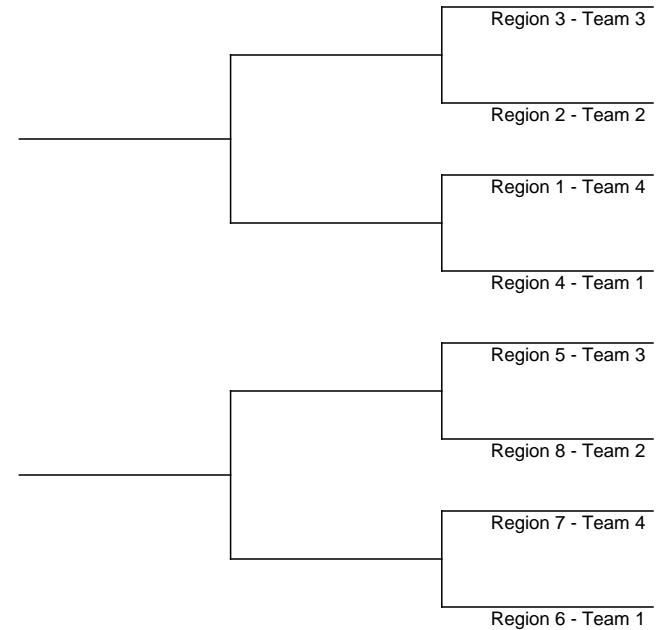 Region 3 - Team 3
Region 2 - Team 2
Region 1 - Team 4
Region 4 - Team 1
Region 5 - Team 3
Region 8 - Team 2
Region 7 - Team 4
Region 6 - Team 1